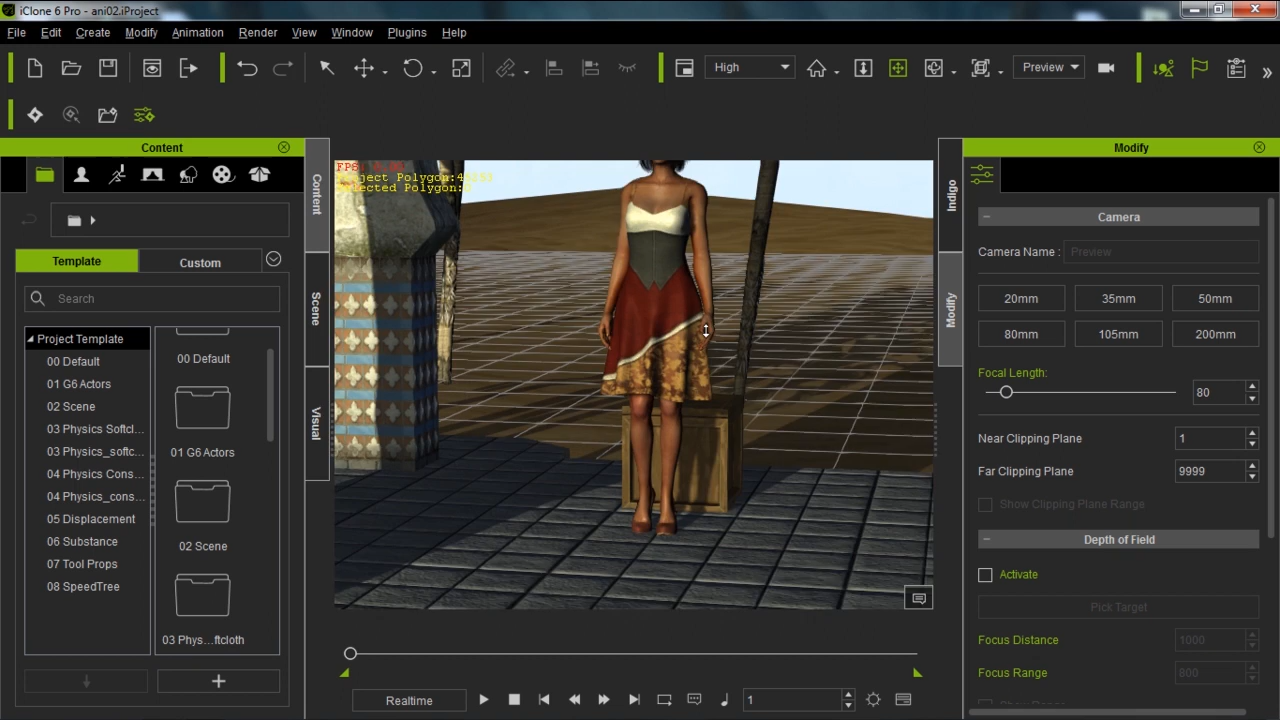 iClone 6 Pro - ani02.iProject
File Edit Create Modify Animation Render View Window Plugins Help
High
Preview
Content
Template
Custom
Search
Project Template
00 Default
01 G6 Actors
02 Scene
03 Physics Softcl...
03 Physics_softc...
04 Physics Cons...
04 Physics_cons...
05 Displacement
06 Substance
07 Tool Props
08 SpeedTree
00 Default
01 G6 Actors
02 Scene
03 Phys...ftcloth
Content
Scene
Visual
Project Polygon:
Selected Polygon:
Realtime
1
Indigo
Modify
Modify
Camera
Camera Name : Preview
20mm 35mm 50mm
80mm 105mm 200mm
Focal Length:
80
Near Clipping Plane 1
Far Clipping Plane 9999
Show Clipping Plane Range
Depth of Field
Activate
Pick Target
Focus Distance 1000
Focus Range 800